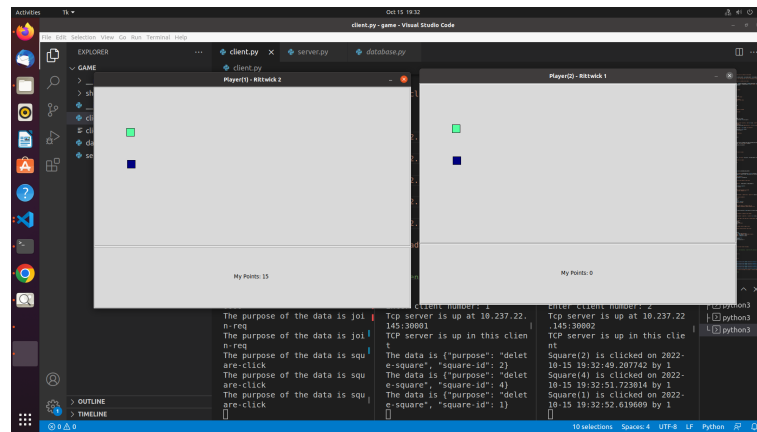 Activities
Tk ▾
Oct 15 19:32
client.py - game - Visual Studio Code
File Edit Selection View Go Run Terminal Help
EXPLORER
client.py
server.py
database.py
GAME
client.py
Player(1) - Rittwick 2
Player(2) - Rittwick 1
My Points: 15
My Points: 0
The purpose of the data is joi
n-req
The purpose of the data is joi
n-req
The purpose of the data is squ
are-click
The purpose of the data is squ
are-click
The purpose of the data is squ
are-click
Enter client number: 1
Tcp server is up at 10.237.22.
145:30001
TCP server is up in this clien
t
The data is {"purpose": "delet
e-square", "square-id": 2}
The data is {"purpose": "delet
e-square", "square-id": 4}
The data is {"purpose": "delet
e-square", "square-id": 1}
Enter client number: 2
Tcp server is up at 10.237.22
.145:30002
TCP server is up in this clie
nt
Square(2) is clicked on 2022-
10-15 19:32:49.207742 by 1
Square(4) is clicked on 2022-
10-15 19:32:51.723014 by 1
Square(1) is clicked on 2022-
10-15 19:32:52.619609 by 1
python3
python3
python3
OUTLINE
TIMELINE
0 0
10 selections
Spaces: 4
UTF-8
LF
Python